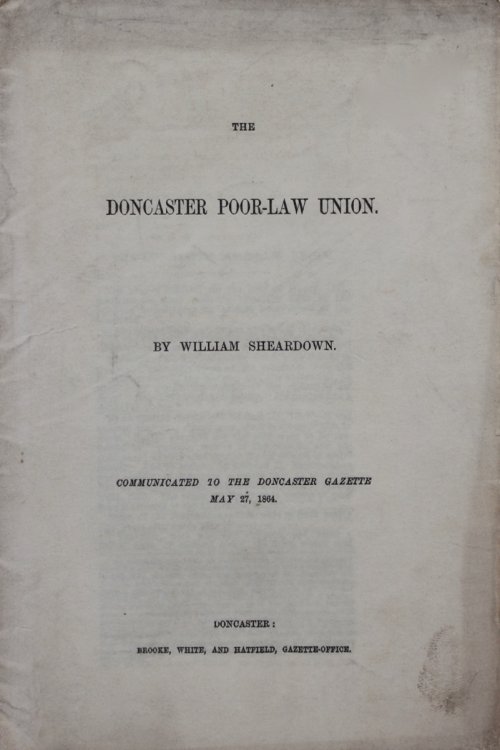 THE
DONCASTER POOR-LAW UNION.
BY WILLIAM SHEARDOWN.
COMMUNICATED TO THE DONCASTER GAZETTE
MAY 27, 1864.
DONCASTER:
BROOKE, WHITE, AND HATFIELD, GAZETTE-OFFICE.